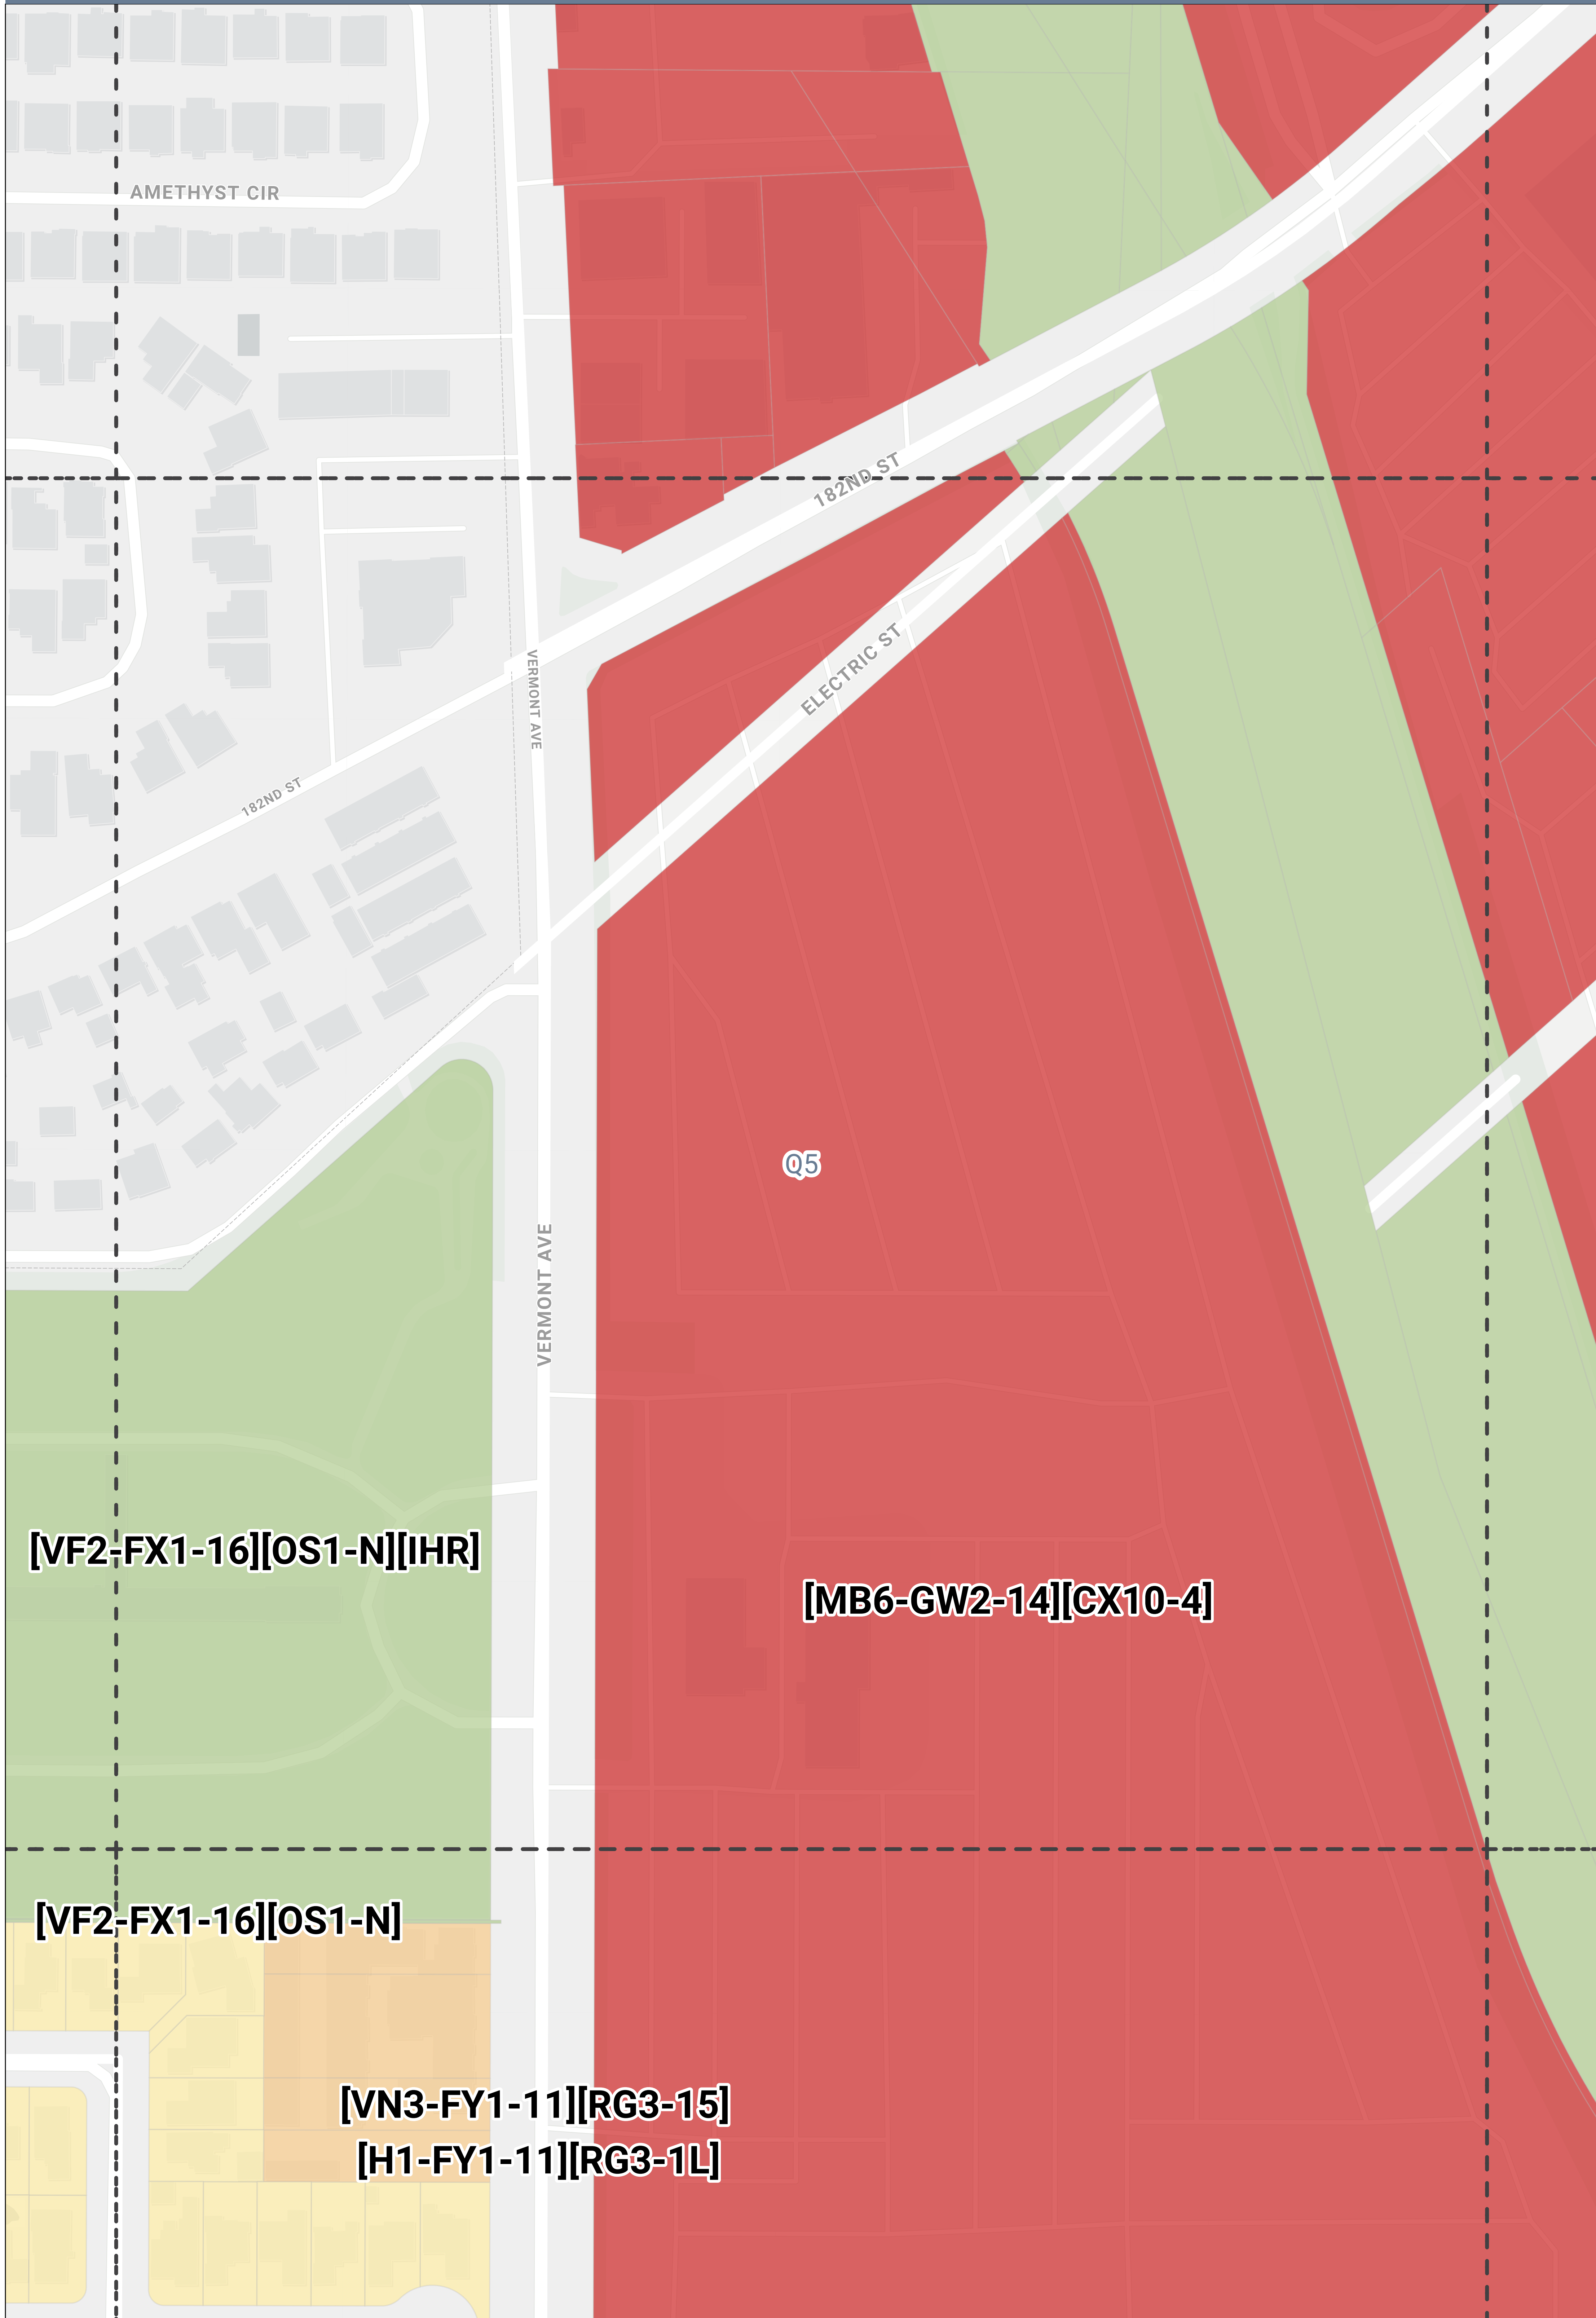 AMETHYST CIR
182ND ST
VERMONT AVE
ELECTRIC ST
182ND ST
Q5
VERMONT AVE
[VF2-FX1-16][OS1-N][IHR]
[MB6-GW2-14][CX10-4]
[VF2-FX1-16][OS1-N]
[VN3-FY1-11][RG3-15]
[H1-FY1-11][RG3-1L]